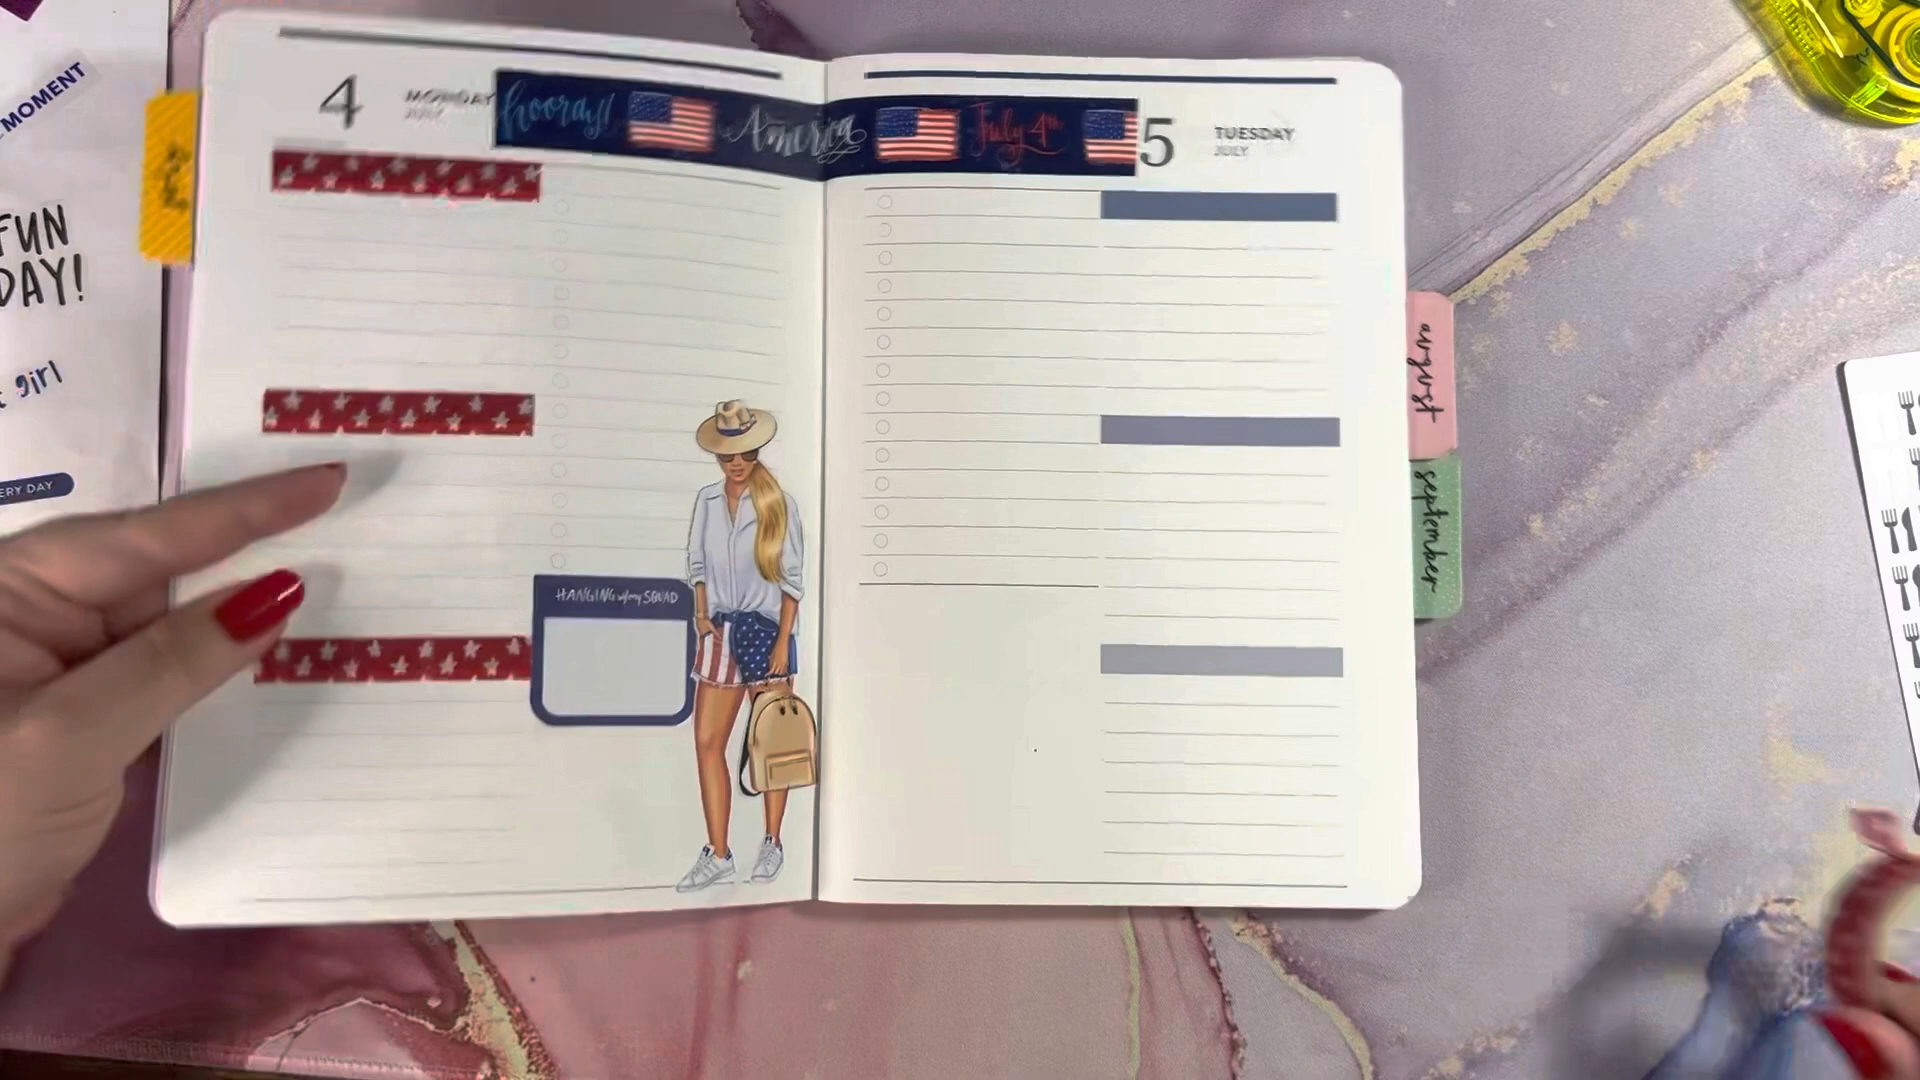 MOMENT
FUN
DAY!
girl
ERY DAY
4
MONDAY
JULY
hooray!
America
July 4th
5
TUESDAY
JULY
HANGING w/my SQUAD
august
september